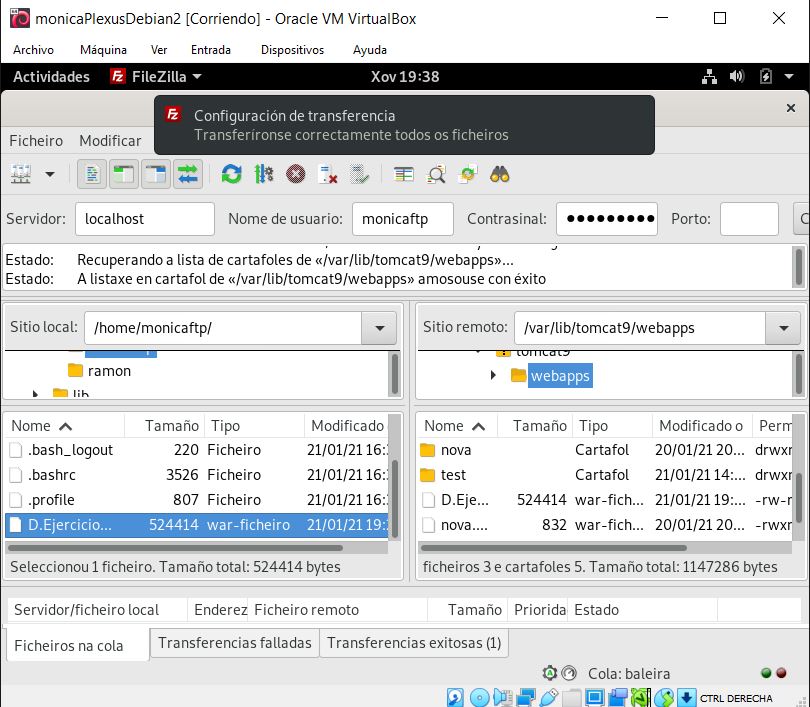 monicaPlexusDebian2 [Corriendo] - Oracle VM VirtualBox
Archivo Máquina Ver Entrada Dispositivos Ayuda
Actividades FileZilla Xov 19:38
Configuración de transferencia
Transferíronse correctamente todos os ficheiros
Ficheiro Modificar
Servidor: localhost Nome de usuario: monicaftp Contrasinal: ●●●●●●●●● Porto:
Estado: Recuperando a lista de cartafoles de «/var/lib/tomcat9/webapps»...
Estado: A listaxe en cartafol de «/var/lib/tomcat9/webapps» amosouse con éxito
Sitio local: /home/monicaftp/
Sitio remoto: /var/lib/tomcat9/webapps
ramon
lib
tomcat9
webapps
Nome Tamaño Tipo Modificado
.bash_logout 220 Ficheiro 21/01/21 16:
.bashrc 3526 Ficheiro 21/01/21 16:
.profile 807 Ficheiro 21/01/21 16:
D.Ejercicio... 524414 war-ficheiro 21/01/21 19:
Seleccionou 1 ficheiro. Tamaño total: 524414 bytes
Nome Tamaño Tipo Modificado o Perm
nova Cartafol 20/01/21 20... drwxr
test Cartafol 21/01/21 14:... drwxr
D.Eje... 524414 war-fich... 21/01/21 19:... -rw-r
nova.... 832 war-fich... 20/01/21 20... -rwxr
ficheiros 3 e cartafoles 5. Tamaño total: 1147286 bytes
Servidor/ficheiro local Enderez Ficheiro remoto Tamaño Priorida Estado
Ficheiros na cola Transferencias falladas Transferencias exitosas (1)
Cola: baleira
CTRL DERECHA